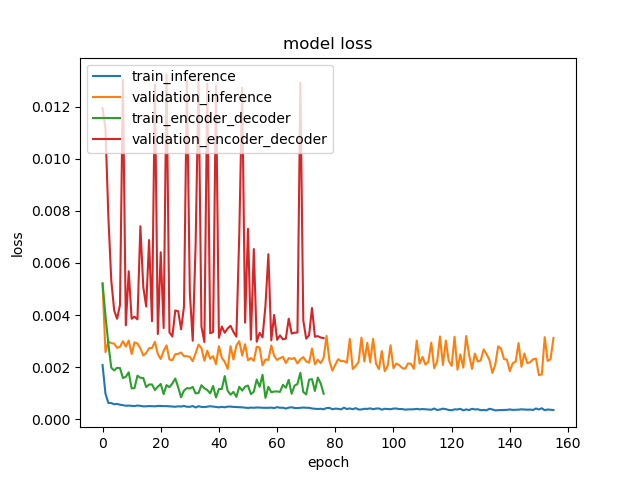 model loss
train_inference
validation_inference
train_encoder_decoder
validation_encoder_decoder
0.012
0.010
0.008
0.006
0.004
0.002
0.000
loss
0 20 40 60 80 100 120 140 160
epoch